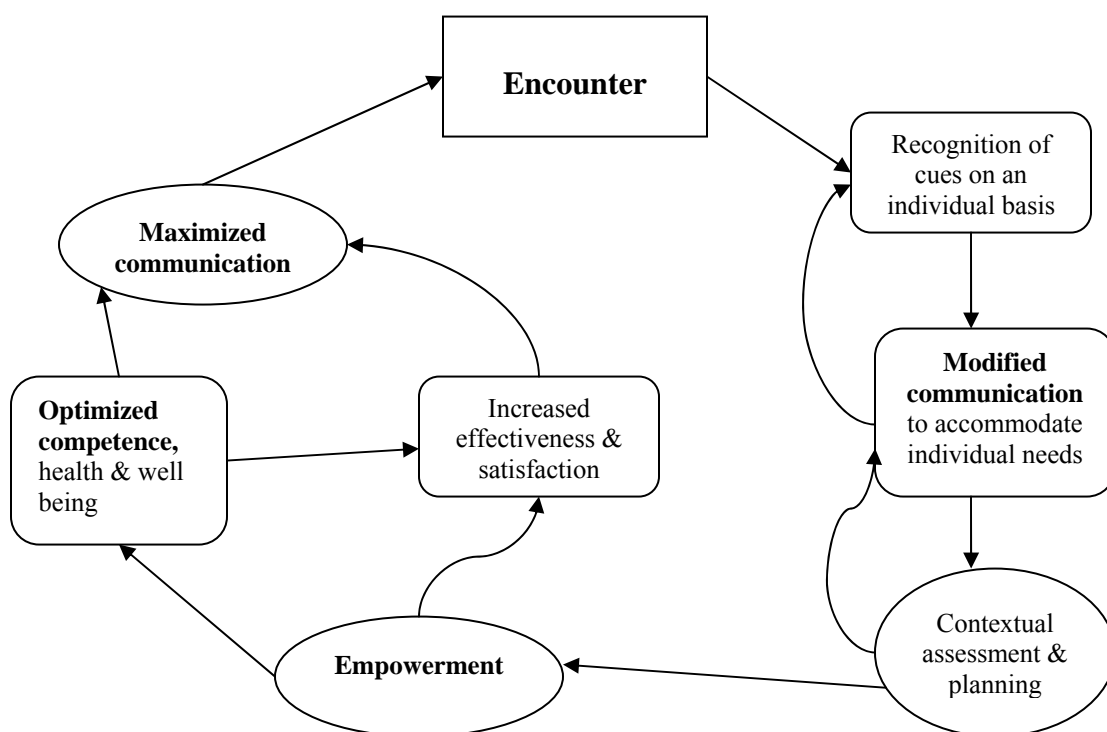 Encounter
Recognition of
cues on an
individual basis
Maximized
communication
Modified
communication
to accommodate
individual needs
Optimized
competence,
health & well
being
Increased
effectiveness &
satisfaction
Contextual
assessment &
planning
Empowerment